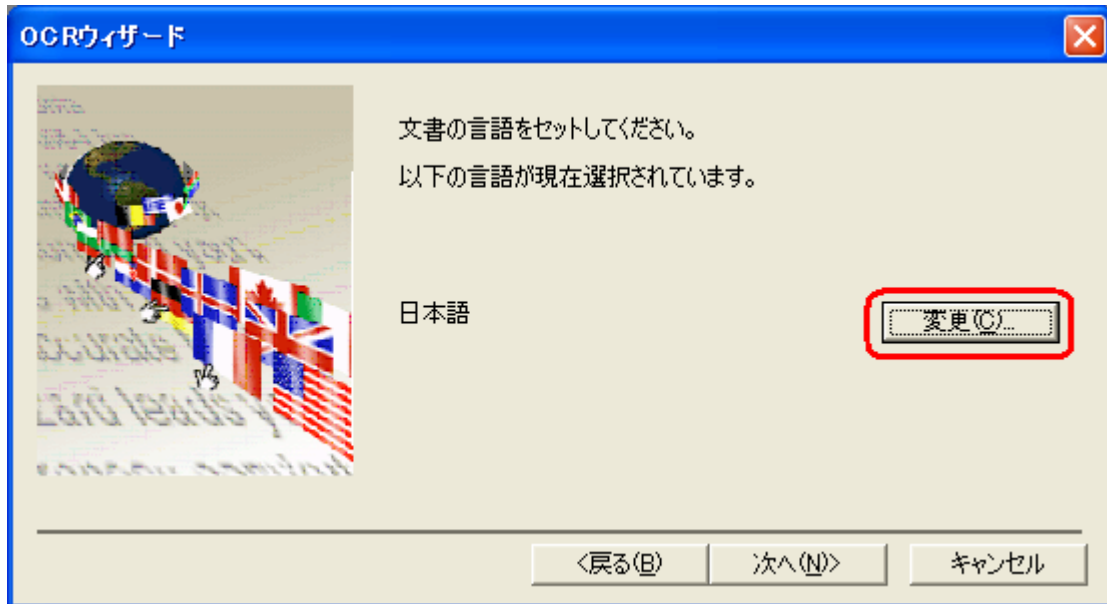 OCRウィザード
文書の言語をセットしてください。
以下の言語が現在選択されています。
日本語
変更(C)...
<戻る(B)
次へ(N)>
キャンセル
accurate